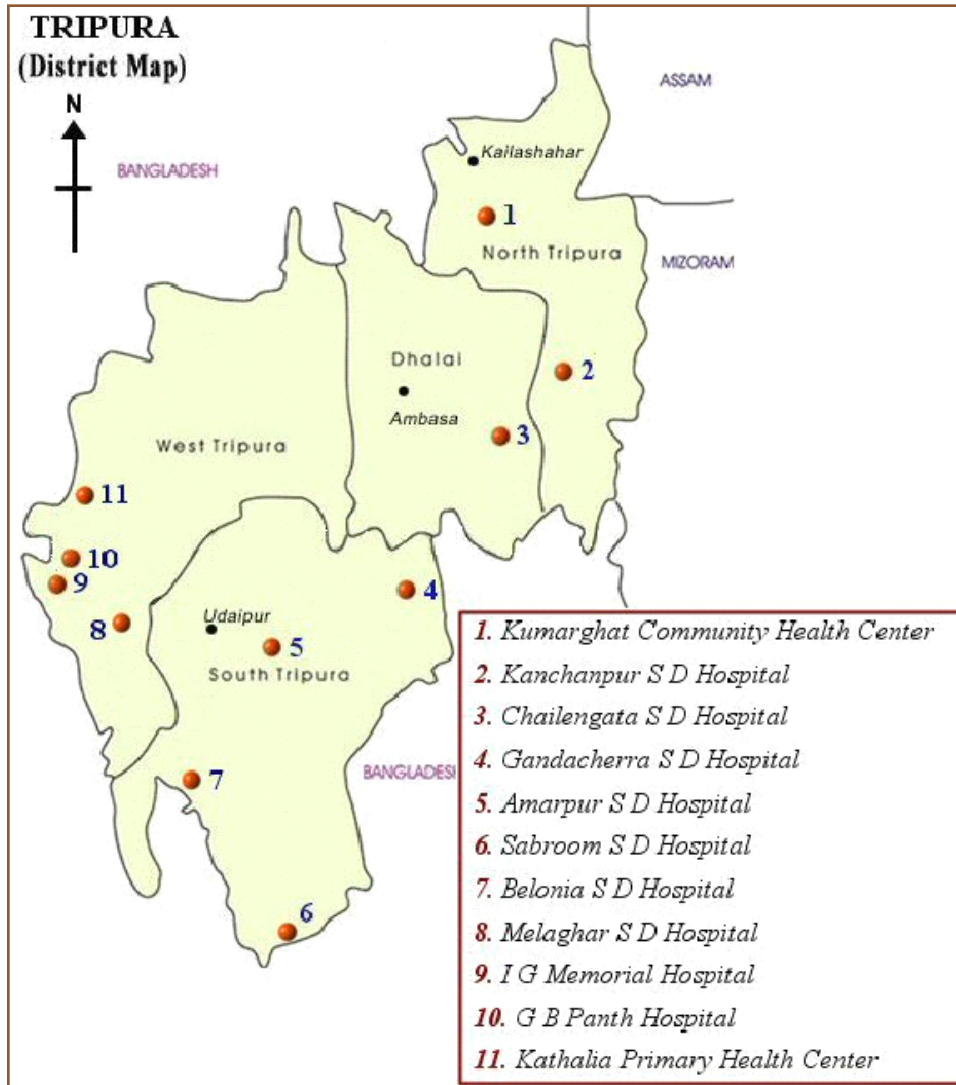 TRIPURA
(District Map)
N
ASSAM
BANGLADESH
Kailashahar
1
North Tripura
MIZORAM
Dhalai
2
Ambasa
3
West Tripura
11
10
9
4
8
Udaipur
5
South Tripura
BANGLADESH
7
6
1. Kumarghat Community Health Center
2. Kanchanpur S D Hospital
3. Chailengata S D Hospital
4. Gandacherra S D Hospital
5. Amarpur S D Hospital
6. Sabroom S D Hospital
7. Belonia S D Hospital
8. Melaghar S D Hospital
9. I G Memorial Hospital
10. G B Panth Hospital
11. Kathalia Primary Health Center